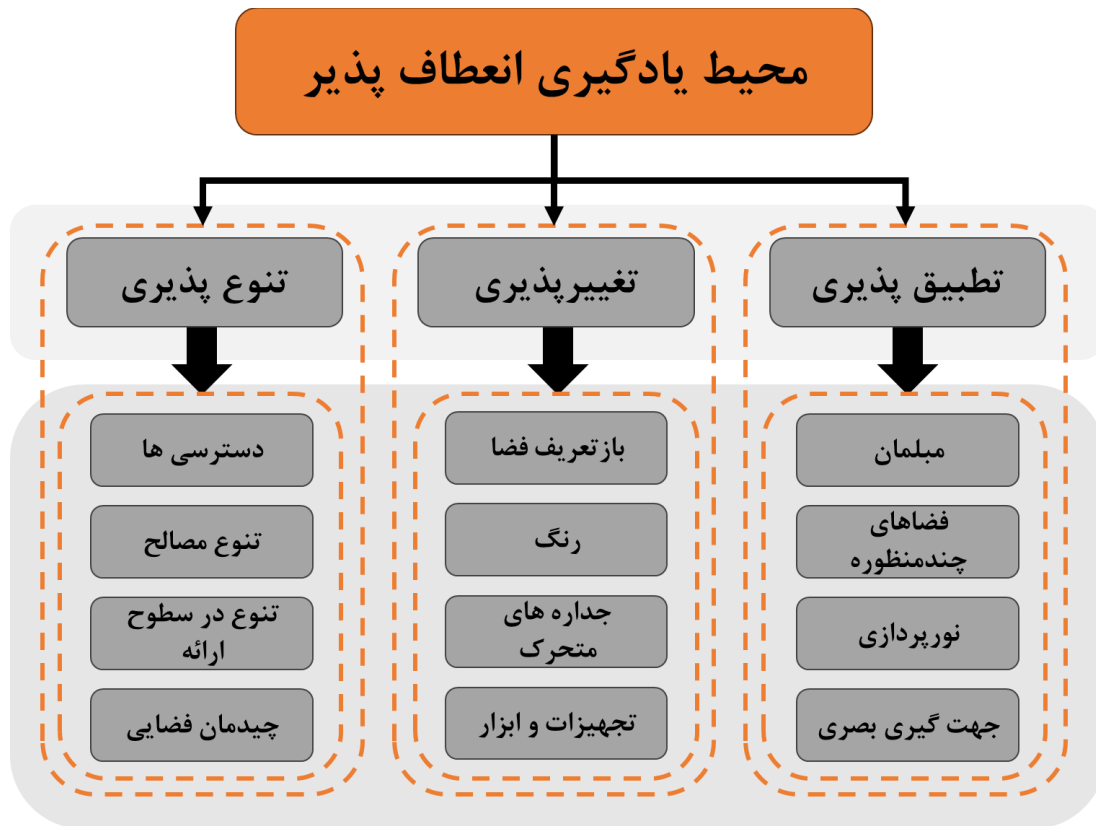 محیط یادگیری انعطاف پذیر
تطبیق پذیری
تغییرپذیری
تنوع پذیری
مبلمان
فضاهای
چندمنظوره
نورپردازی
جهت گیری بصری
بازتعریف فضا
رنگ
جداره های
متحرک
تجهیزات و ابزار
دسترسی ها
تنوع مصالح
تنوع در سطوح
ارائه
چیدمان فضایی